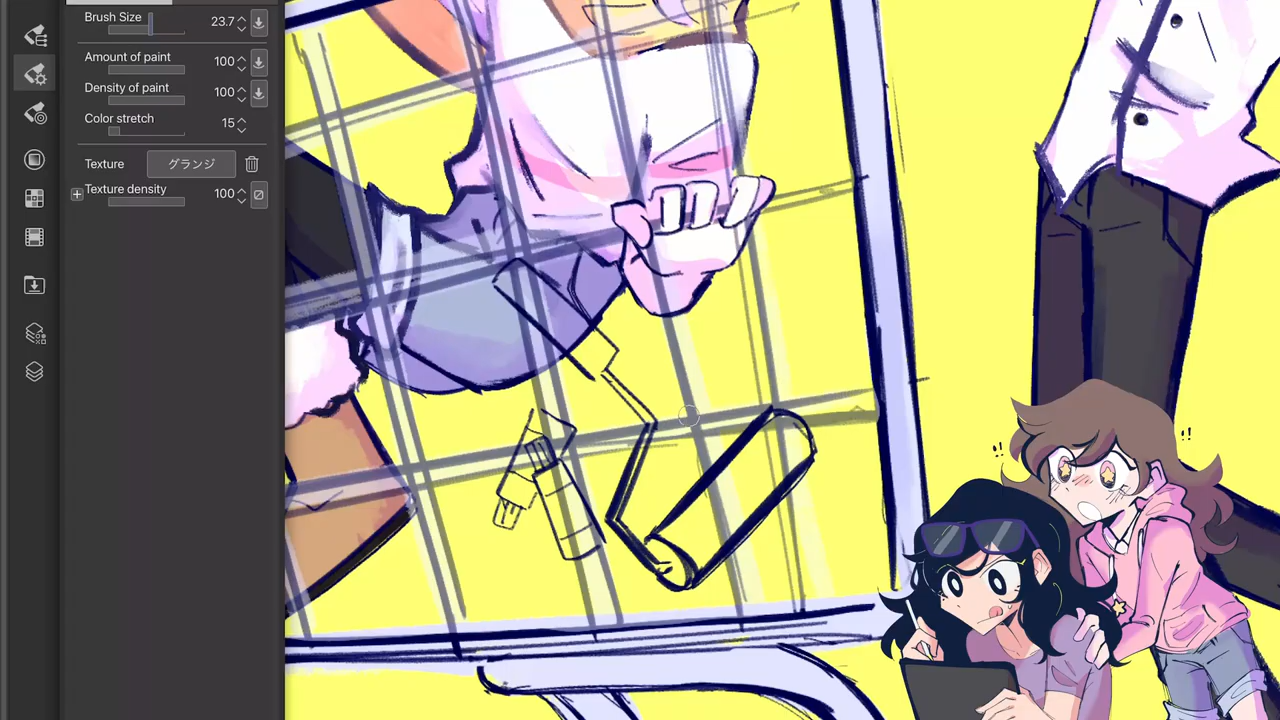 Brush Size 23.7
Amount of paint 100
Density of paint 100
Color stretch 15
Texture グランジ
Texture density 100
!!
!!